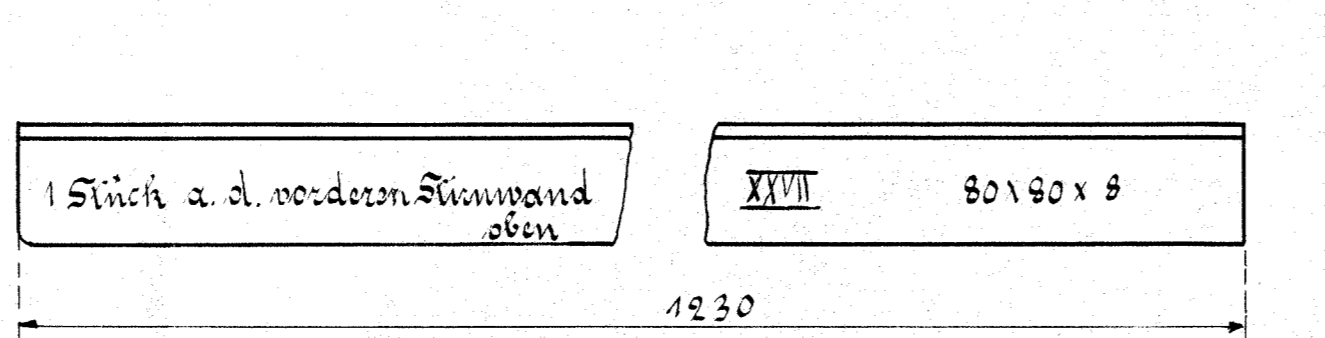 1 Stück a. d. vorderen Stirnwand
oben
XXVII
80 x 80 x 8
1230